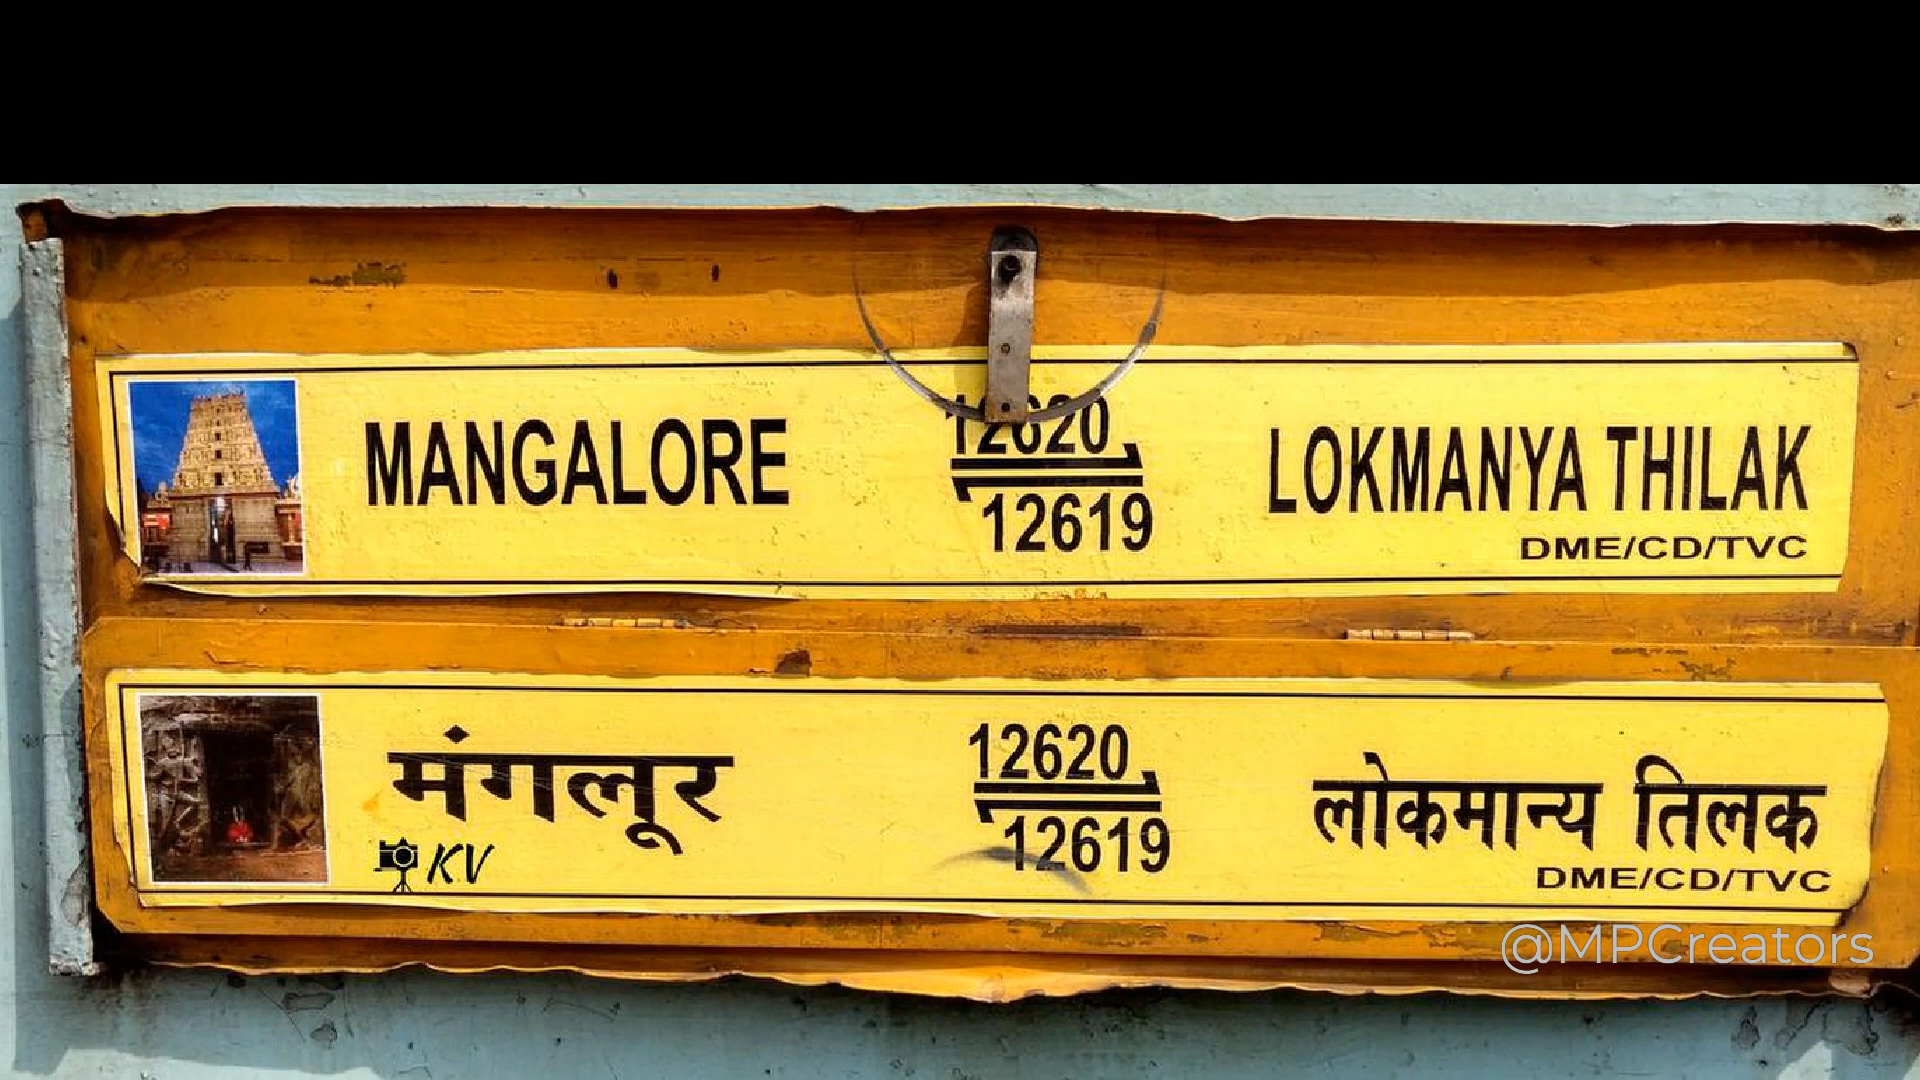 MANGALORE
12620
12619
LOKMANYA THILAK
DME/CD/TVC
मंगलूर
KV
12620
12619
लोकमान्य तिलक
DME/CD/TVC
@MPCreators